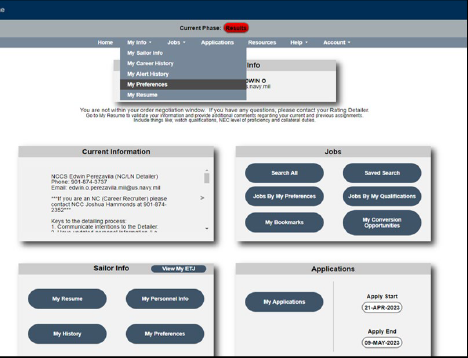 Current Phase: Results
Home My Info Jobs Applications Resources Help Account
My Sailor Info
My Career History
My Alert History
My Preferences
My Resume
Info
DWIN O
You are not within your order negotiation window. If you have any questions, please contact your Rating Detailer.
Go to My Resume to validate your information and provide additional comments regarding your current and previous assignments.
Include things like: watch qualifications, NEC level of proficiency and collateral duties.
Current Information
NCCS Edwin Perezavila (NC/LN Detailer)
Phone: 901-874-3737
Email: edwin.o.perezavila.mil@us.navy.mil
***If you are an NC (Career Recruiter) please
contact NCC Joshua Hammonds at 901-874-
2352***
Keys to the detailing process:
1. Communicate intentions to the Detailer
Jobs
Search All
Saved Search
Jobs By My Preferences
Jobs By My Qualifications
My Bookmarks
My Conversion
Opportunities
Sailor Info
View My ETJ
My Resume
My Personnel Info
My History
My Preferences
Applications
My Applications
Apply Start
21-APR-2023
Apply End
09-MAY-2023